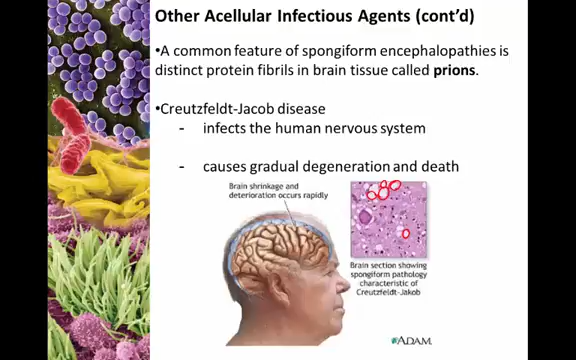 Other Acellular Infectious Agents (cont'd)
•A common feature of spongiform encephalopathies is
distinct protein fibrils in brain tissue called prions.
•Creutzfeldt-Jacob disease
- infects the human nervous system
- causes gradual degeneration and death
Brain shrinkage and
deterioration occurs rapidly
Brain section showing
spongiform pathology
characteristic of
Creutzfeldt-Jakob
ADAM